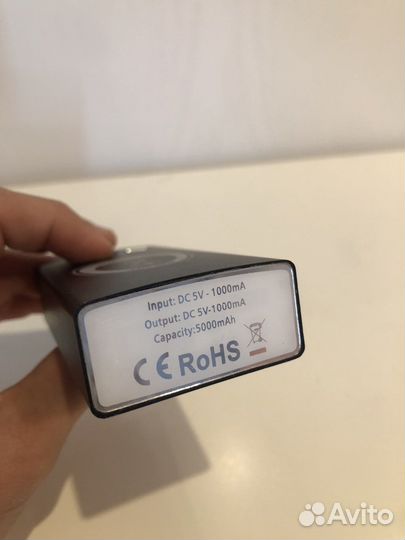 Input: DC 5V - 1000mA
Output: DC 5V-1000mA
Capacity:5000mAh
CE RoHS
Avito